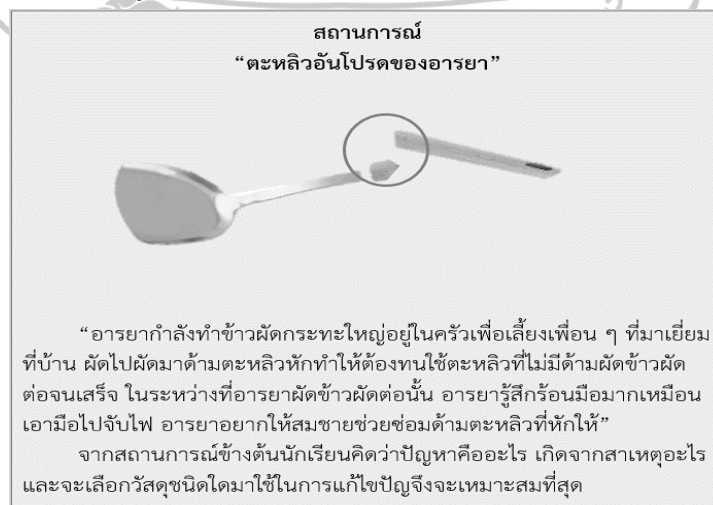 สถานการณ์
“ตะหลิวอันโปรดของอารยา”
“อารยากำลังทำข้าวผัดกระทะใหญ่อยู่ในครัวเพื่อเลี้ยงเพื่อน ๆ ที่มาเยี่ยม
ที่บ้าน ผัดไปผัดมาด้ามตะหลิวหักทำให้ต้องทนใช้ตะหลิวที่ไม่มีด้ามผัดข้าวผัด
ต่อจนเสร็จ ในระหว่างที่อารยาผัดข้าวผัดต่อนั้น อารยารู้สึกร้อนมือมากเหมือน
เอามือไปจับไฟ อารยาอยากให้สมชายช่วยซ่อมด้ามตะหลิวที่หักให้”
จากสถานการณ์ข้างต้นนักเรียนคิดว่าปัญหาคืออะไร เกิดจากสาเหตุอะไร
และจะเลือกวัสดุชนิดใดมาใช้ในการแก้ไขปัญจึงจะเหมาะสมที่สุด